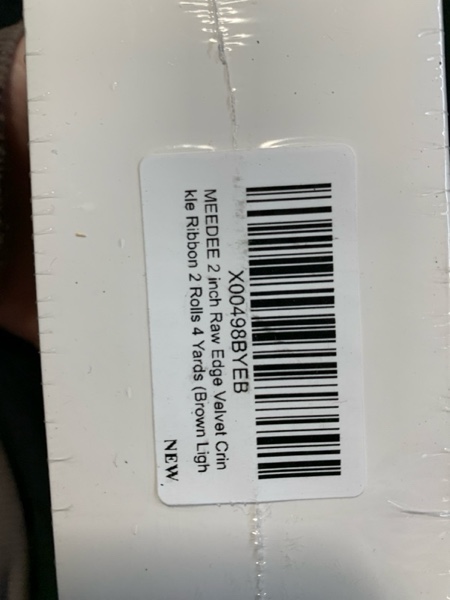 X00498BYEB
MEEDEE 2 inch Raw Edge Velvet Crin
kle Ribbon 2 Rolls 4 Yards (Brown Ligh
NEW